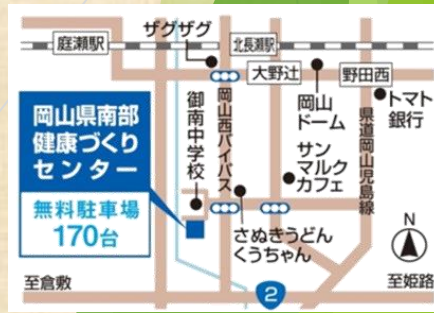 ザグザグ
庭瀬駅
北長瀬駅
大野辻
野田西
岡山県南部
健康づくり
センター
無料駐車場
170台
御南中学校
岡山西バイパス
岡山
ドーム
サン
マルク
カフェ
県道岡山児島線
トマト
銀行
さぬきうどん
くうちゃん
N
至倉敷
2
至姫路